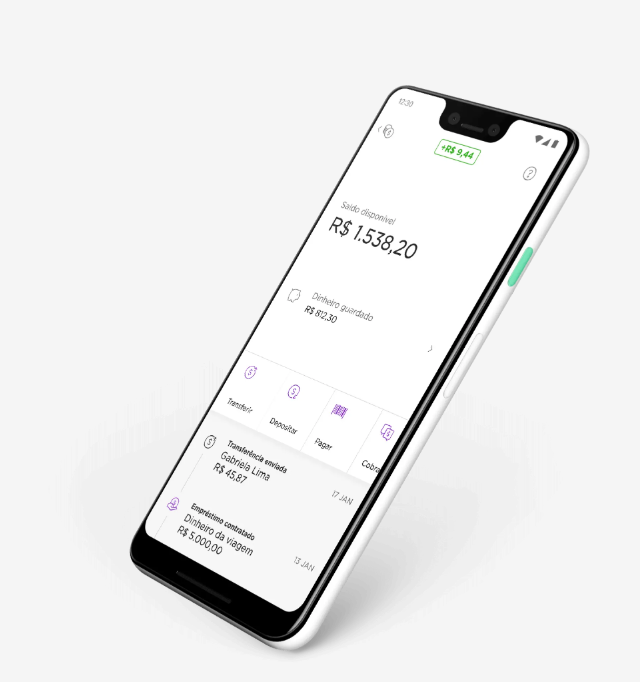 12:30
+R$ 9,44
Saldo disponível
R$ 1.538,20
Dinheiro guardado
R$ 812,30
Transferir
Depositar
Pagar
Cobra
Transferência enviada
17 JAN
Gabriela Lima
R$ 45,87
Empréstimo contratado
13 JAN
Dinheiro da viagem
R$ 5.000,00